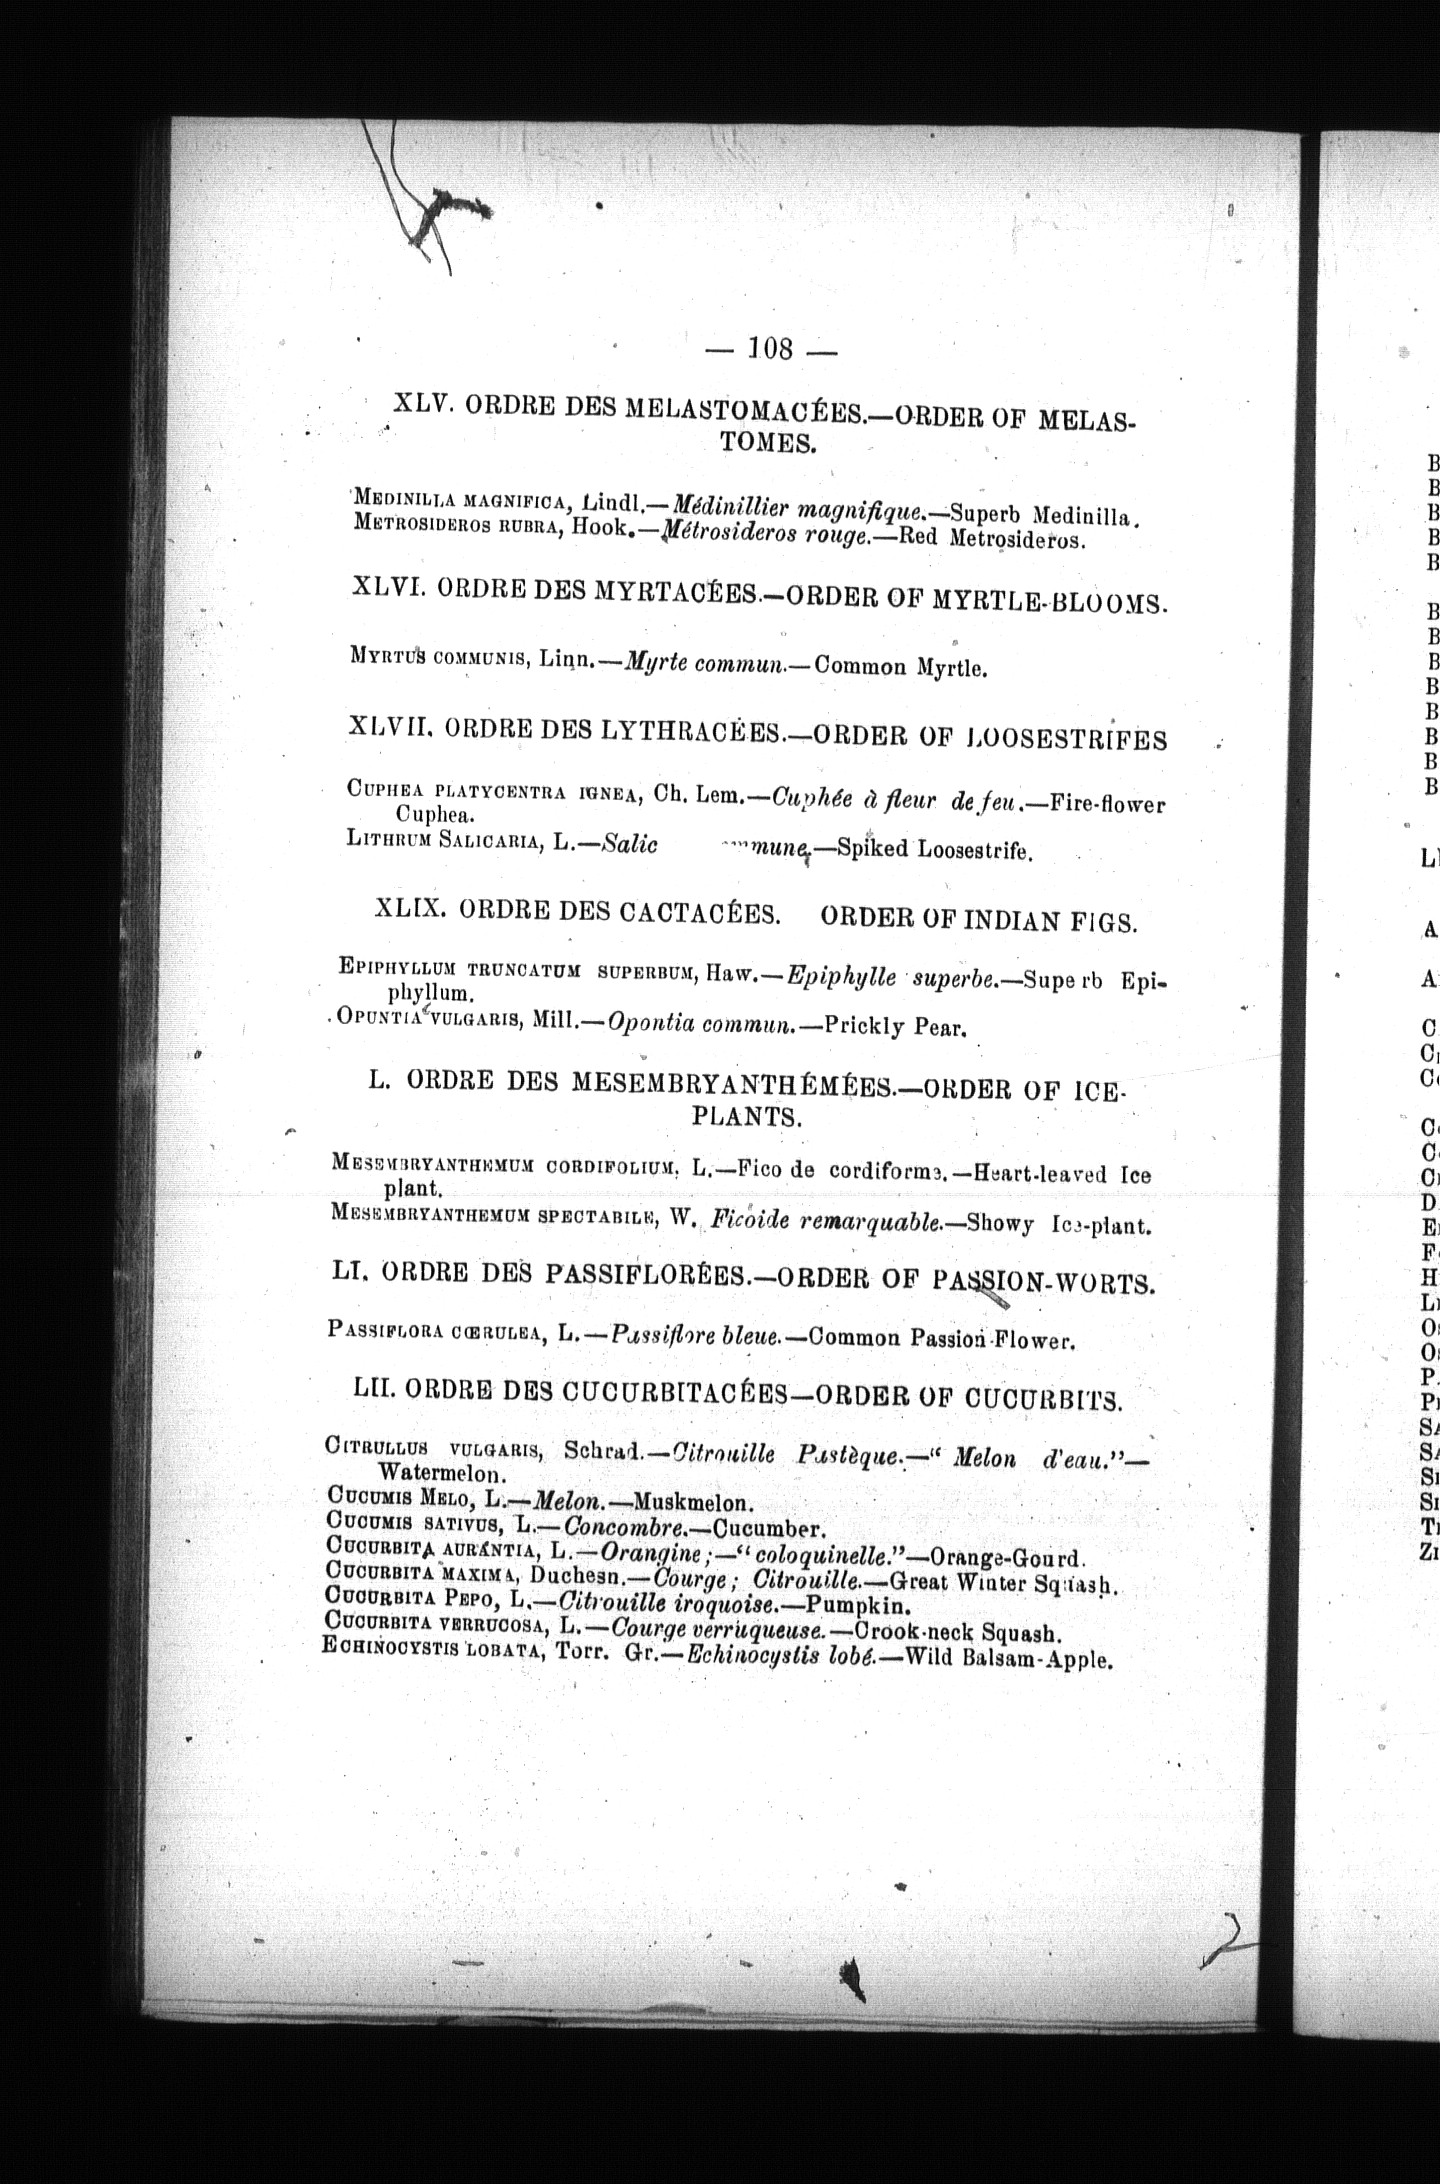 — 108 —
XLV. ORDRE DES MELASTOMACÉES.—ORDER OF MELAS-
TOMES.
MEDINILLA MAGNIFICA, Lindl.—Médinillier magnifique.—Superb Medinilla.
METROSIDEROS RUBRA, Hook.—Métrosideros rouge.—Red Metrosideros.
XLVI. ORDRE DES MYRTACÉES.—ORDER OF MYRTLE-BLOOMS.
MYRTUS COMMUNIS, Linn.—Myrte commun.—Common Myrtle.
XLVII. ORDRE DES LYTHRACÉES.—ORDER OF LOOSESTRIFES
CUPHEA PLATYCENTRA IGNEA, Ch. Lem.—Cuphée à fleur de feu.—Fire-flower
Cuphea.
LITHRUM SALICARIA, L.—Salic mune.—Spiked Loosestrife.
XLIX. ORDRE DES CACTACÉES. ORDER OF INDIAN FIGS.
EPIPHYLLUM TRUNCATUM SUPERBUM, Haw.—Epiphylle superbe.—Supe rb Epi-
phyllum.
OPUNTIA VULGARIS, Mill.—Opontia commun.—Prickly Pear.
L. ORDRE DES MESEMBRYANTHÉMÉES.—ORDER OF ICE-
PLANTS.
MESEMBRYANTHEMUM CORDIFOLIUM, L.—Fico de cordiforme.—Heart-leaved Ice
plant.
MESEMBRYANTHEMUM SPECTABILE, W. Ficoide remarquable.—Showy Ice-plant.
LI. ORDRE DES PASSIFLORÉES.—ORDER OF PASSION-WORTS.
PASSIFLORA CŒRULEA, L.—Passiflore bleue.—Common Passion-Flower.
LII. ORDRE DES CUCURBITACÉES—ORDER OF CUCURBITS.
CITRULLUS VULGARIS, Schrad.—Citrouille Pastèque.—“Melon d'eau.”—
Watermelon.
CUCUMIS MELO, L.—Melon.—Muskmelon.
CUCUMIS SATIVUS, L.—Concombre.—Cucumber.
CUCURBITA AURANTIA, L.—Orangine;—“coloquinelle.”—Orange-Gourd.
CUCURBITA MAXIMA, Duchesn.—Courge; Citrouille.—Great Winter Squash.
CUCURBITA PEPO, L.—Citrouille iroquoise.—Pumpkin.
CUCURBITA VERRUCOSA, L.—Courge verruqueuse.—Crook-neck Squash.
ECHINOCYSTIS LOBATA, Torr. Gr.—Echinocystis lobé.—Wild Balsam-Apple.
2